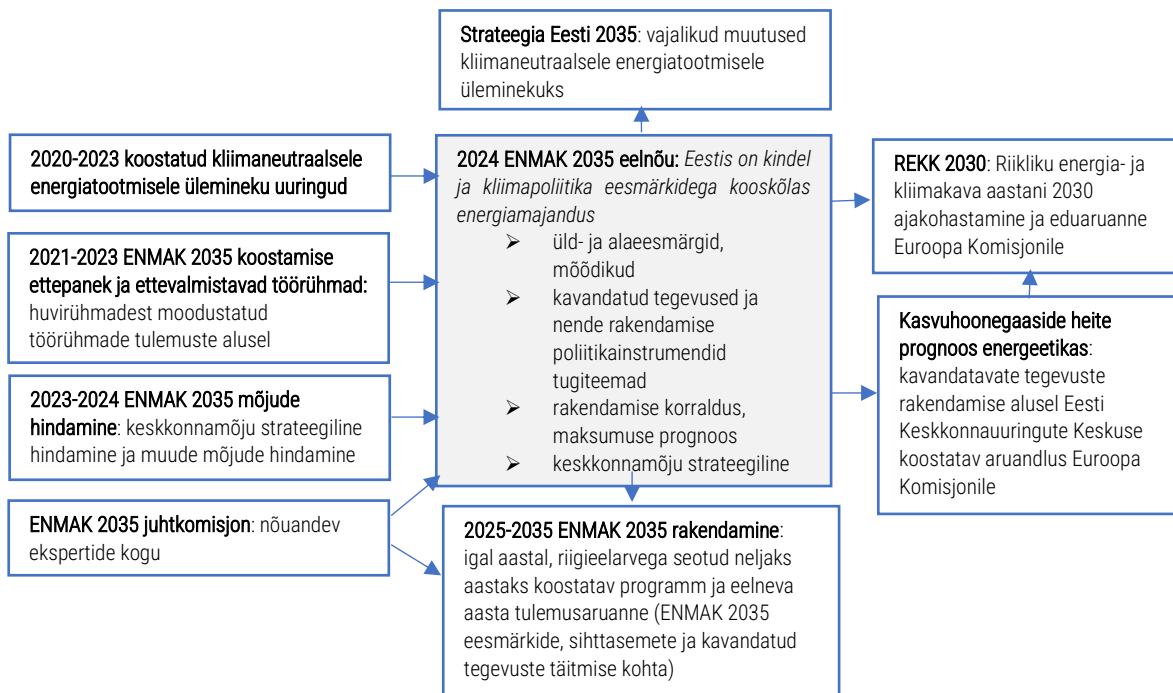 Strateegia Eesti 2035: vajalikud muutused
kliimaneutraalsele energiatootmisele
üleminekuks
2020-2023 koostatud kliimaneutraalsele
energiatootmisele ülemineku uuringud
2021-2023 ENMAK 2035 koostamise
ettepanek ja ettevalmistavad töörühmad:
huvirühmadest moodustatud
töörühmade tulemuste alusel
2023-2024 ENMAK 2035 mõjude
hindamine: keskkonnamõju strateegiline
hindamine ja muude mõjude hindamine
ENMAK 2035 juhtkomisjon: nõuandev
ekspertide kogu
2024 ENMAK 2035 eelnõu: Eestis on kindel
ja kliimapoliitika eesmärkidega kooskõlas
energiamajandus
➢ üld- ja alaeesmärgid,
mõõdikud
➢ kavandatud tegevused ja
nende rakendamise
poliitikainstrumendid
tugiteemad
➢ rakendamise korraldus,
maksumuse prognoos
➢ keskkonnamõju strateegiline
2025-2035 ENMAK 2035 rakendamine:
igal aastal, riigieelarvega seotud neljaks
aastaks koostatav programm ja eelneva
aasta tulemusaruanne (ENMAK 2035
eesmärkide, sihttasemete ja kavandatud
tegevuste täitmise kohta)
REKK 2030: Riikliku energia- ja
kliimakava aastani 2030
ajakohastamine ja eduaruanne
Euroopa Komisjonile
Kasvuhoonegaaside heite
prognoos energeetikas:
kavandatavate tegevuste
rakendamise alusel Eesti
Keskkonnauuringute Keskuse
koostatav aruandlus Euroopa
Komisjonile